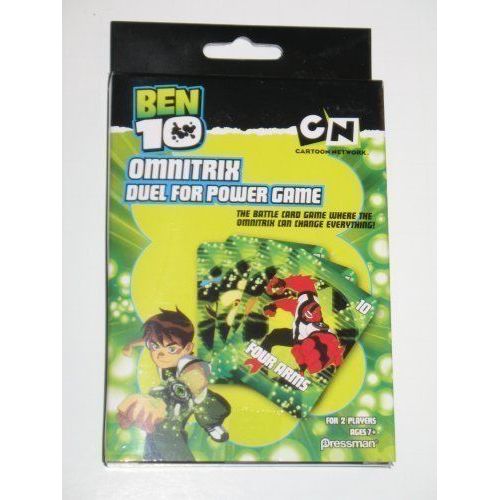 BEN
10
CN
CARTOON NETWORK
OMNITRIX
DUEL FOR POWER GAME
THE BATTLE CARD GAME WHERE THE
OMNITRIX CAN CHANGE EVERYTHING!
10
FOUR ARMS
FOR 2 PLAYERS
AGES 7+
Pressman